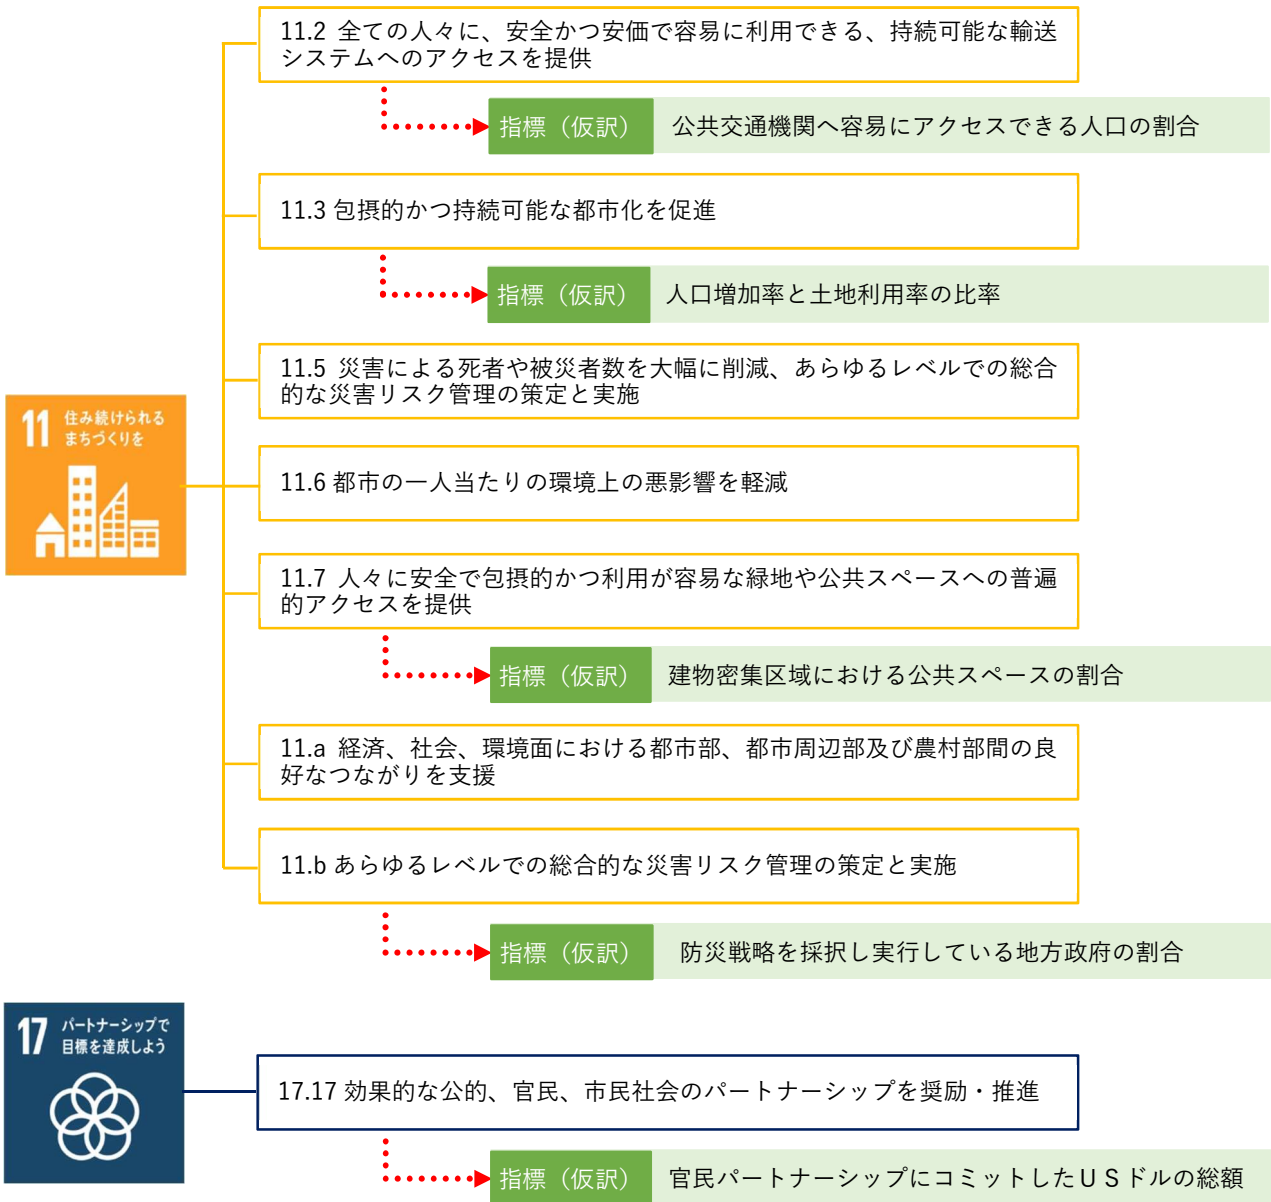 11.2 全ての人々に、安全かつ安価で容易に利用できる、持続可能な輸送
システムへのアクセスを提供
指標（仮訳） 公共交通機関へ容易にアクセスできる人口の割合
11.3 包摂的かつ持続可能な都市化を促進
指標（仮訳） 人口増加率と土地利用率の比率
11.5 災害による死者や被災者数を大幅に削減、あらゆるレベルでの総合
的な災害リスク管理の策定と実施
11 住み続けられる
まちづくりを
11.6 都市の一人当たりの環境上の悪影響を軽減
11.7 人々に安全で包摂的かつ利用が容易な緑地や公共スペースへの普遍
的アクセスを提供
指標（仮訳） 建物密集区域における公共スペースの割合
11.a 経済、社会、環境面における都市部、都市周辺部及び農村部間の良
好なつながりを支援
11.b あらゆるレベルでの総合的な災害リスク管理の策定と実施
指標（仮訳） 防災戦略を採択し実行している地方政府の割合
17 パートナーシップで
目標を達成しよう
17.17 効果的な公的、官民、市民社会のパートナーシップを奨励・推進
指標（仮訳） 官民パートナーシップにコミットしたＵＳドルの総額